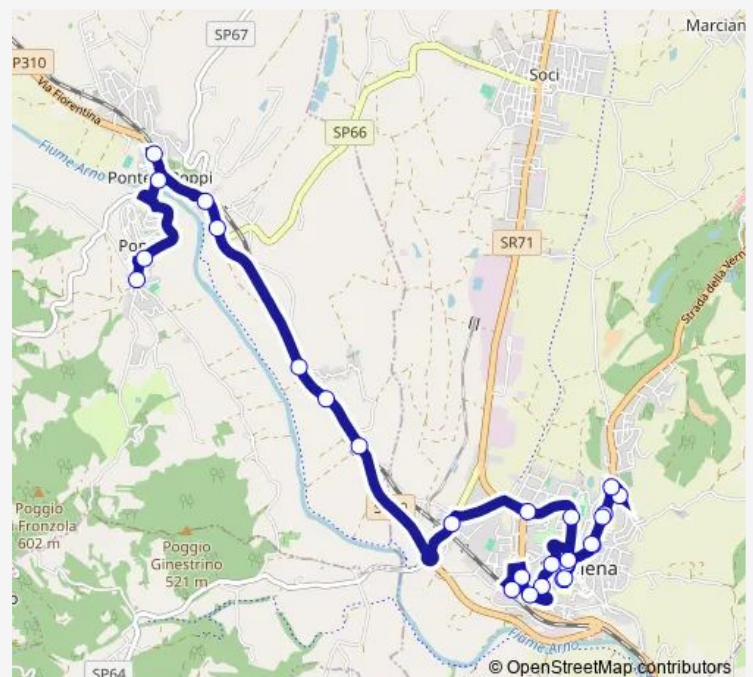 SP67
Marcian
P310
Via Fiorentina
Soci
SP66
Fiume Arno
Ponte
oppi
Pop
SR71
Strada della Vern
Poggio
Fronzola
602 m
Poggio
Ginestrino
521 m
iena
Fiume Arno
SP64
© OpenStreetMap contributors